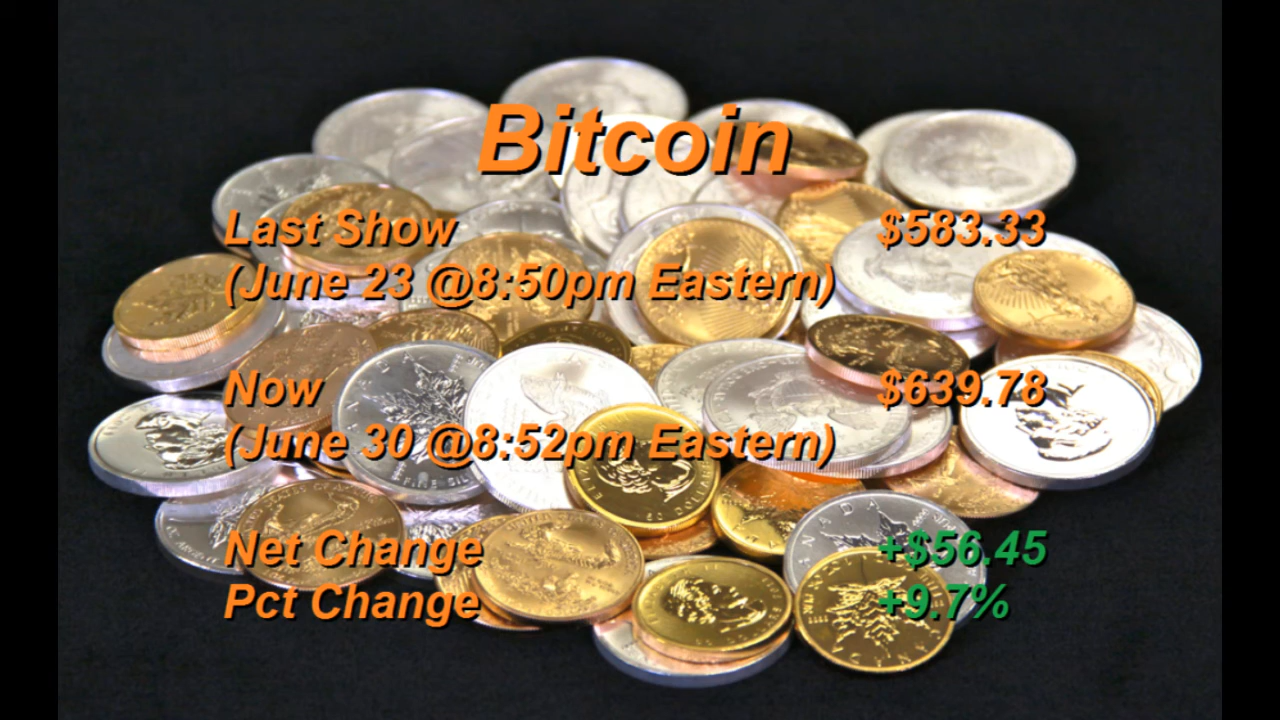 Bitcoin
Last Show $583.33
(June 23 @8:50pm Eastern)
Now $639.78
(June 30 @8:52pm Eastern)
Net Change +$56.45
Pct Change +9.7%